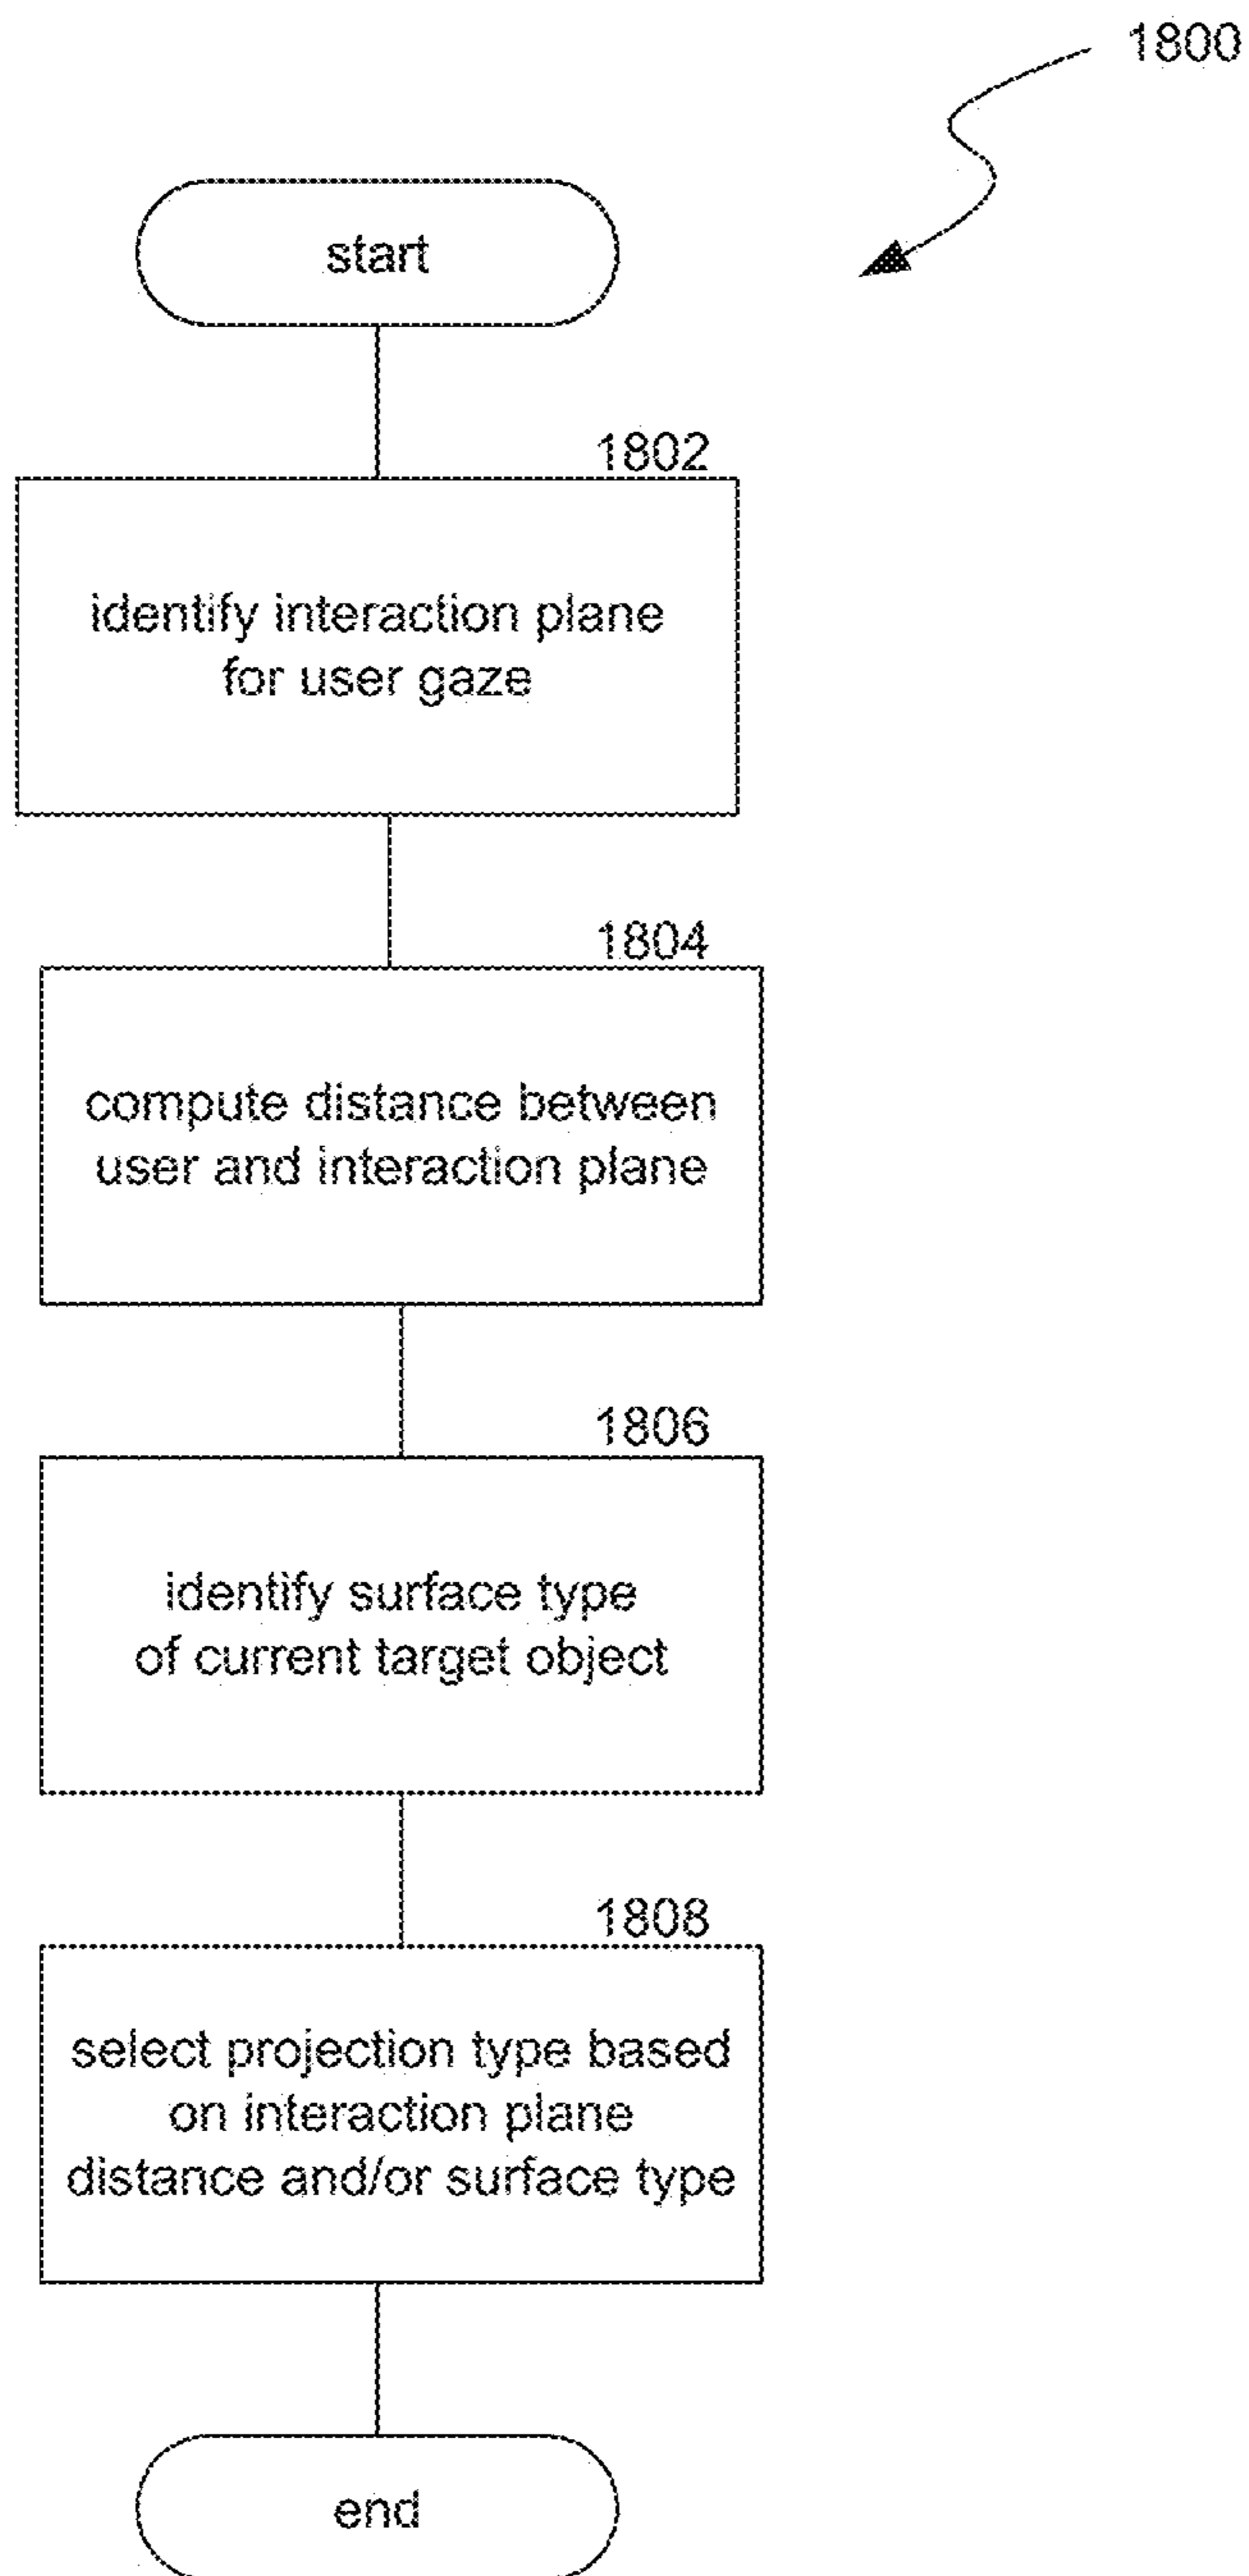 1800
start
1802
identify interaction plane
for user gaze
1804
compute distance between
user and interaction plane
1806
identify surface type
of current target object
1808
select projection type based
on interaction plane
distance and/or surface type
end